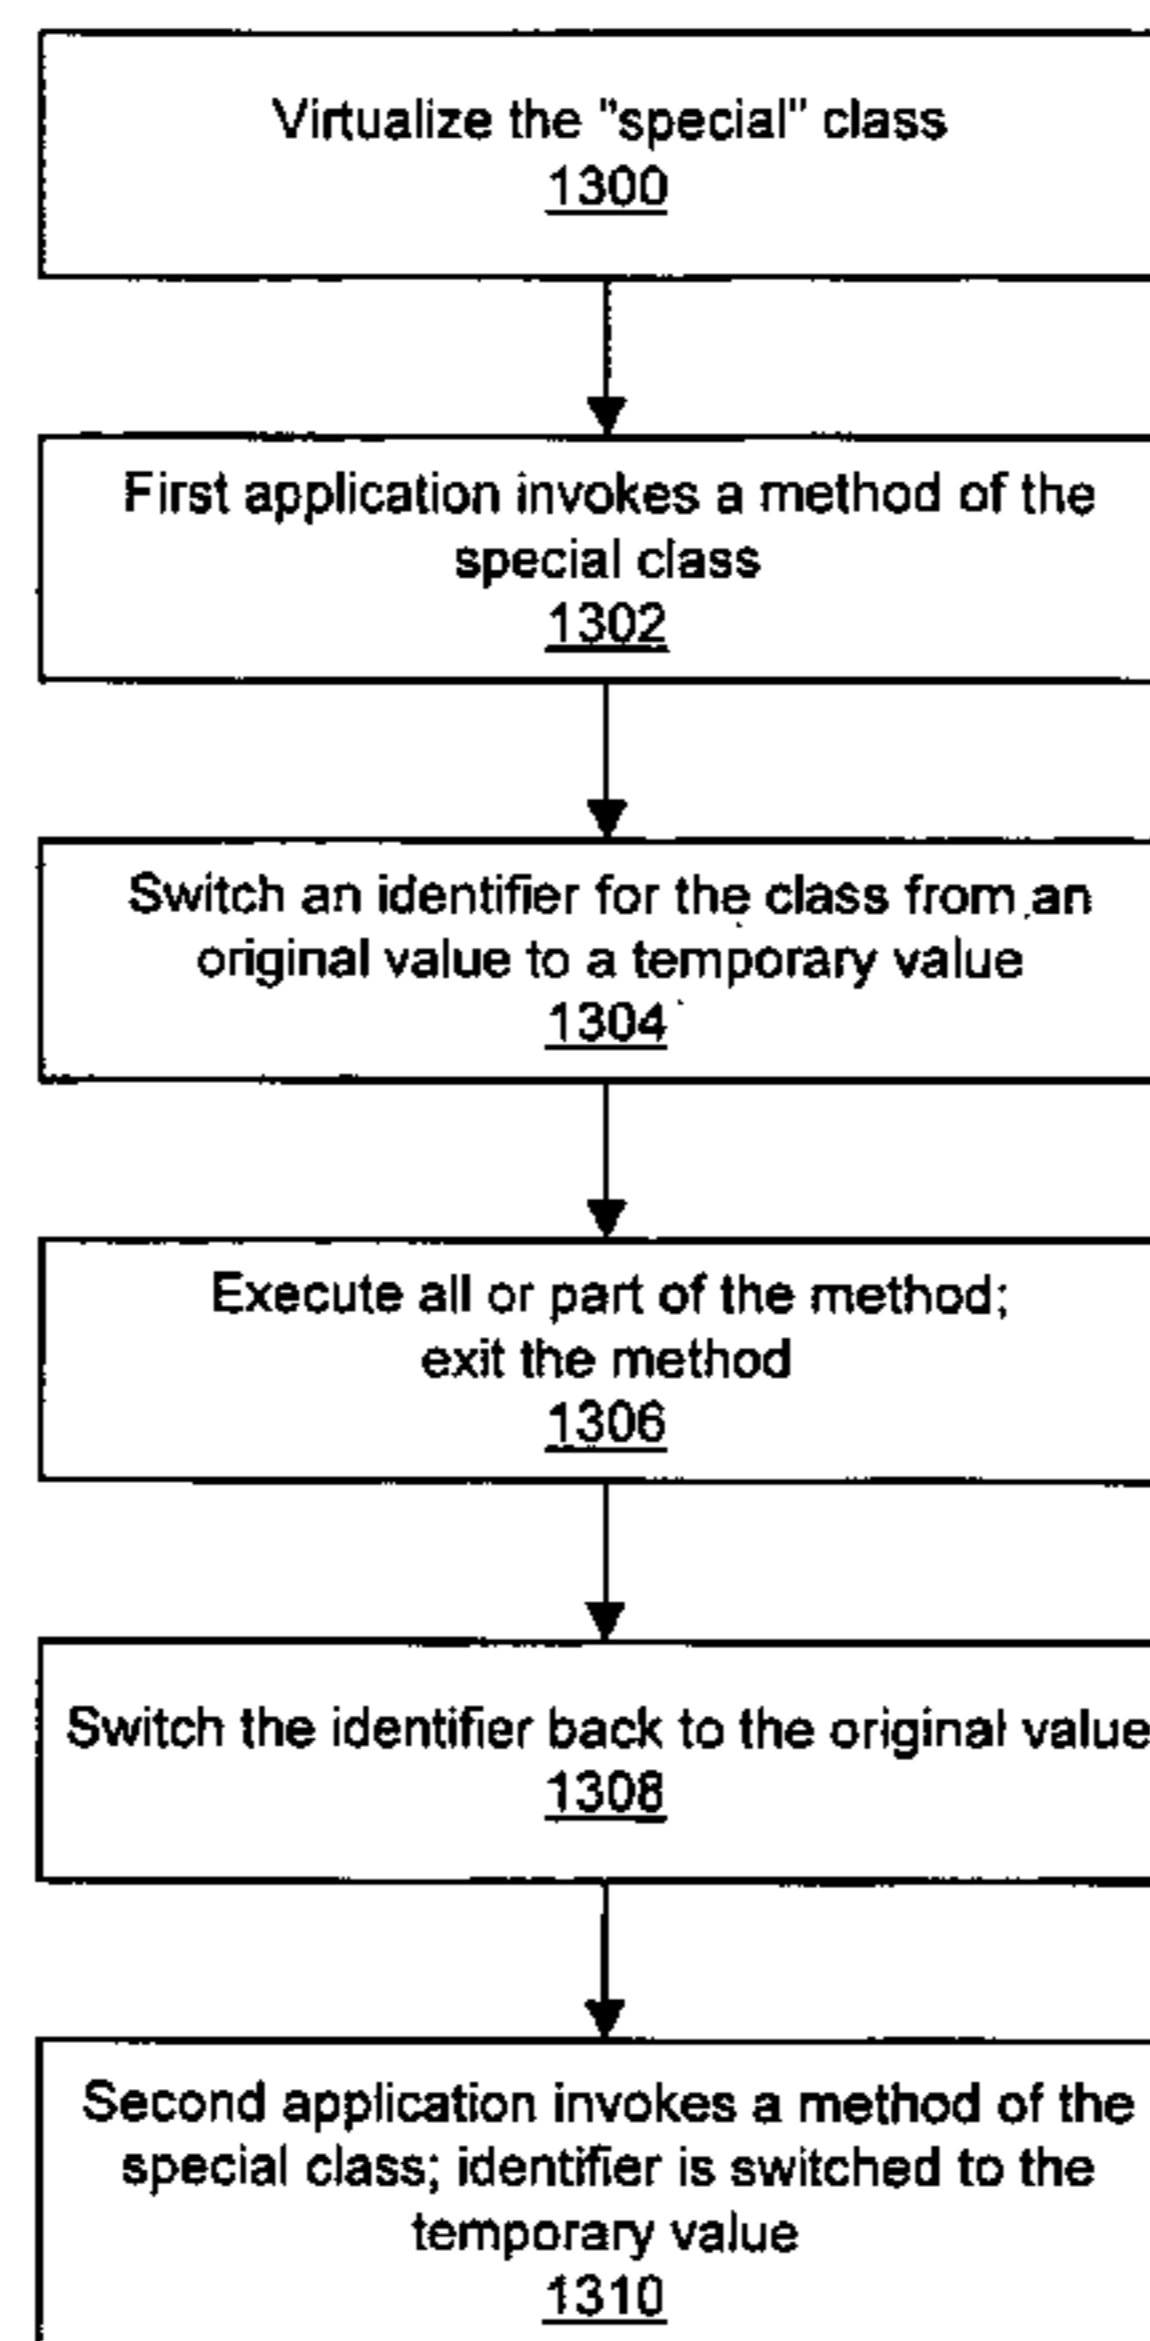 Virtualize the "special" class
1300
First application invokes a method of the
special class
1302
Switch an identifier for the class from an
original value to a temporary value
1304
Execute all or part of the method;
exit the method
1306
Switch the identifier back to the original value
1308
Second application invokes a method of the
special class; identifier is switched to the
temporary value
1310